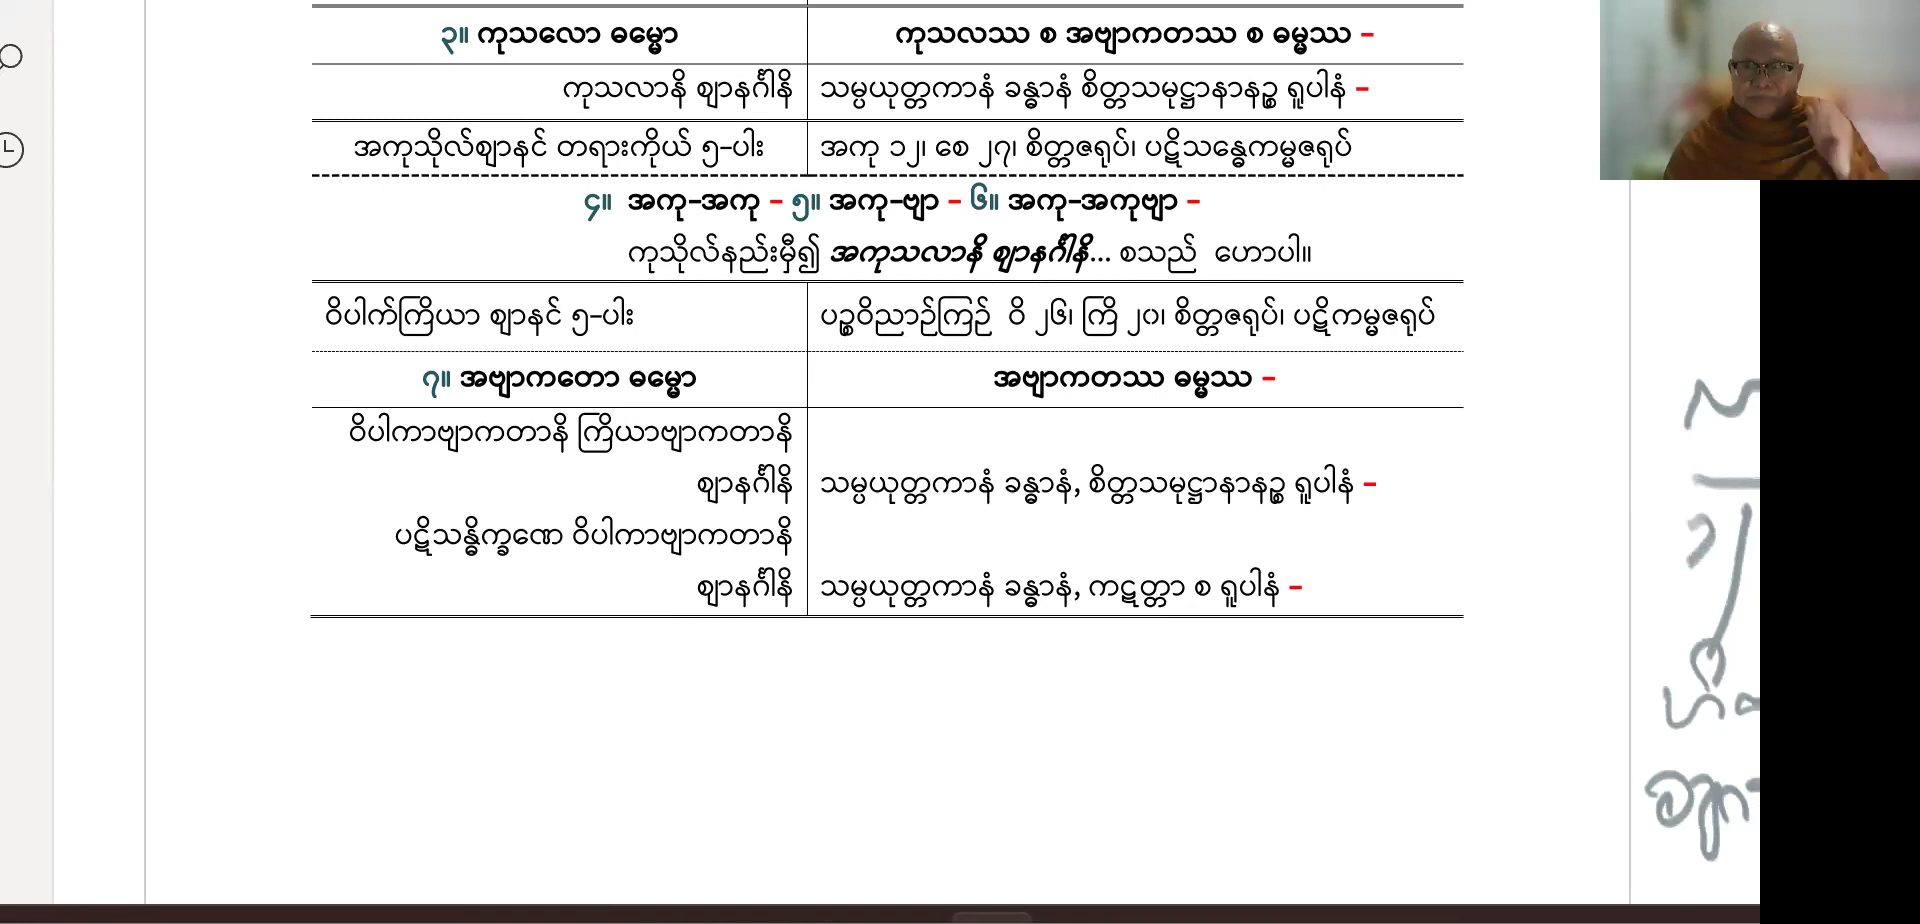 ၃။ ကုသလော ဓမ္မော ကုသလဿ စ အဗျာကတဿ စ ဓမ္မဿ –
ကုသလာနိ ဈာနင်္ဂါနိ သမ္ပယုတ္တကာနံ ခန္ဓာနံ စိတ္တသမုဋ္ဌာနာနဉ္စ ရူပါနံ –
အကုသိုလ်ဈာနင် တရားကိုယ် ၅–ပါး အကု ၁၂၊ စေ ၂၇၊ စိတ္တဇရုပ်၊ ပဋိသန္ဓေကမ္မဇရုပ်
၄။ အကု–အကု – ၅။ အကု–ဗျာ – ၆။ အကု–အကုဗျာ –
ကုသိုလ်နည်းမှီ၍ အကုသလာနိ ဈာနင်္ဂါနိ... စသည် ဟောပါ။
ဝိပါက်ကြိယာ ဈာနင် ၅–ပါး ပဉ္စဝိညာဉ်ကြဉ် ဝိ ၂၆၊ ကြိ ၂၀၊ စိတ္တဇရုပ်၊ ပဋိကမ္မဇရုပ်
၇။ အဗျာကတော ဓမ္မော အဗျာကတဿ ဓမ္မဿ –
ဝိပါကာဗျာကတာနိ ကြိယာဗျာကတာနိ
ဈာနင်္ဂါနိ သမ္ပယုတ္တကာနံ ခန္ဓာနံ, စိတ္တသမုဋ္ဌာနာနဉ္စ ရူပါနံ –
ပဋိသန္ဓိက္ခဏေ ဝိပါကာဗျာကတာနိ
ဈာနင်္ဂါနိ သမ္ပယုတ္တကာနံ ခန္ဓာနံ, ကဋတ္တာ စ ရူပါနံ –